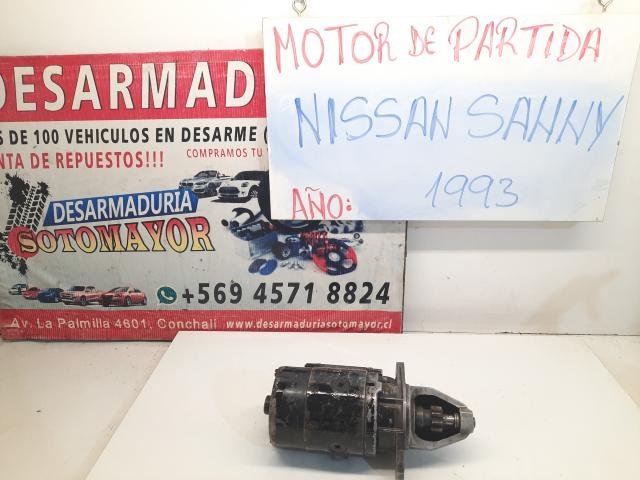 MOTOR DE PARTIDA
NISSAN SAHNY
AÑO: 1993
DESARMAD
S DE 100 VEHICULOS EN DESARME (
NTA DE REPUESTOS!!!
COMPRAMOS TU
DESARMADURIA
SOTOMAYOR
+569 4571 8824
Av. La Palmilla 4601, Conchalí www.desarmaduriasotomayor.cl